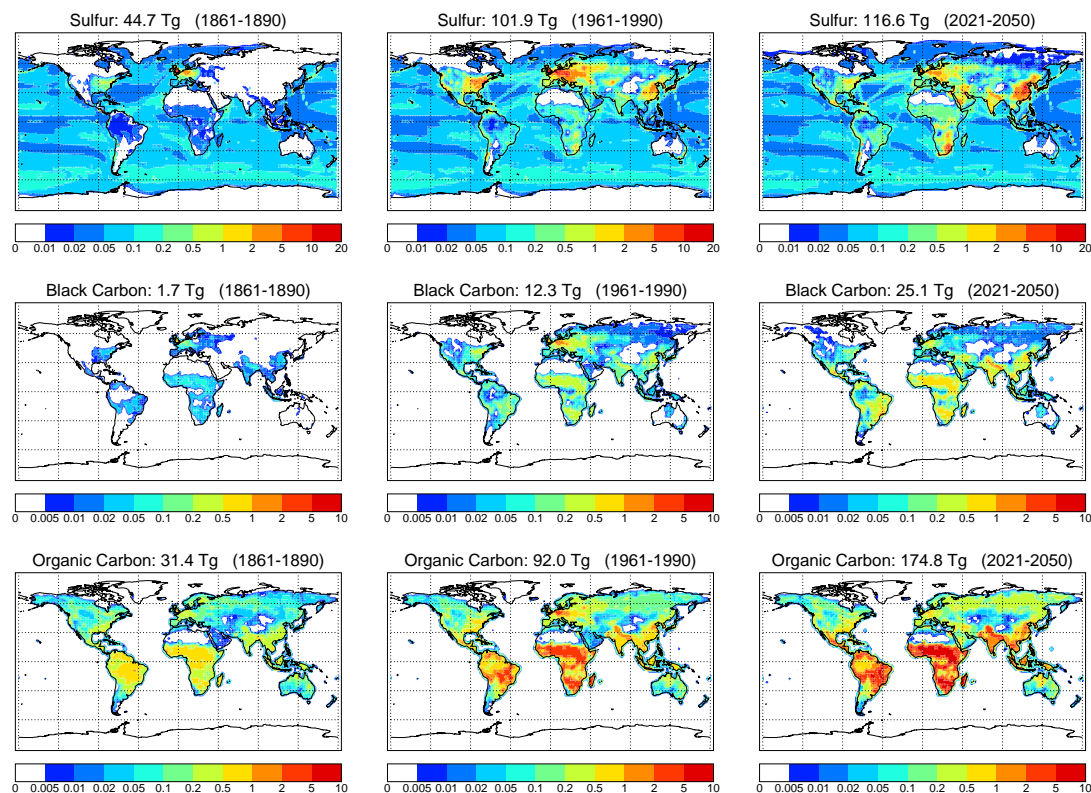 Sulfur: 44.7 Tg (1861-1890)
Sulfur: 101.9 Tg (1961-1990)
Sulfur: 116.6 Tg (2021-2050)
0 0.01 0.02 0.05 0.1 0.2 0.5 1 2 5 10 20
0 0.01 0.02 0.05 0.1 0.2 0.5 1 2 5 10 20
0 0.01 0.02 0.05 0.1 0.2 0.5 1 2 5 10 20
Black Carbon: 1.7 Tg (1861-1890)
Black Carbon: 12.3 Tg (1961-1990)
Black Carbon: 25.1 Tg (2021-2050)
0 0.005 0.01 0.02 0.05 0.1 0.2 0.5 1 2 5 10
0 0.005 0.01 0.02 0.05 0.1 0.2 0.5 1 2 5 10
0 0.005 0.01 0.02 0.05 0.1 0.2 0.5 1 2 5 10
Organic Carbon: 31.4 Tg (1861-1890)
Organic Carbon: 92.0 Tg (1961-1990)
Organic Carbon: 174.8 Tg (2021-2050)
0 0.005 0.01 0.02 0.05 0.1 0.2 0.5 1 2 5 10
0 0.005 0.01 0.02 0.05 0.1 0.2 0.5 1 2 5 10
0 0.005 0.01 0.02 0.05 0.1 0.2 0.5 1 2 5 10